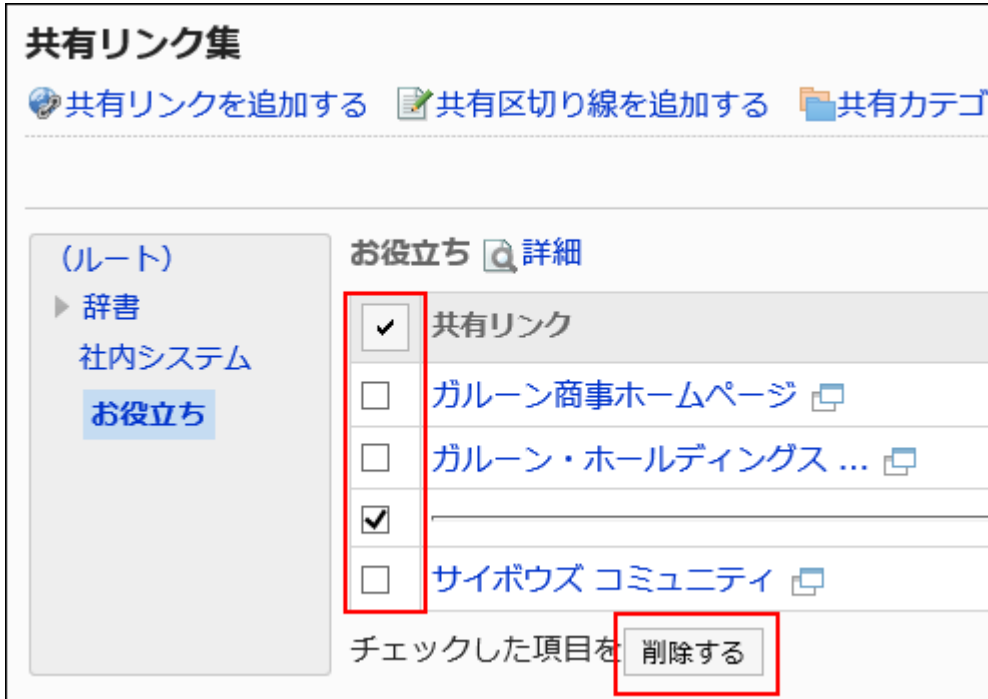 共有リンク集
共有リンクを追加する 共有区切り線を追加する 共有カテゴ
(ルート)
辞書
社内システム
お役立ち
お役立ち 詳細
共有リンク
ガルーン商事ホームページ
ガルーン・ホールディングス ...
サイボウズ コミュニティ
チェックした項目を 削除する